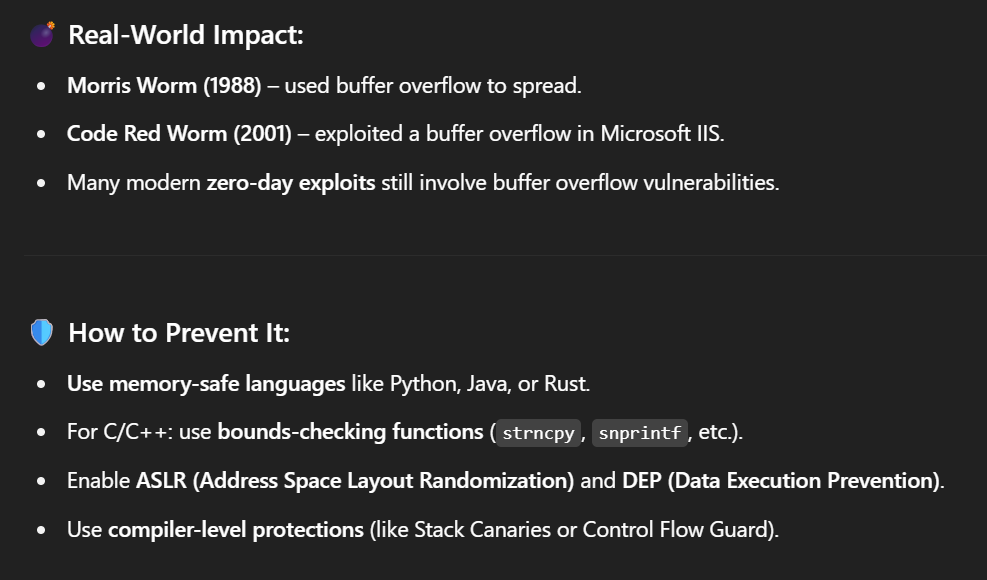 💣 Real-World Impact:
• Morris Worm (1988) – used buffer overflow to spread.
• Code Red Worm (2001) – exploited a buffer overflow in Microsoft IIS.
• Many modern zero-day exploits still involve buffer overflow vulnerabilities.
🛡️ How to Prevent It:
• Use memory-safe languages like Python, Java, or Rust.
• For C/C++: use bounds-checking functions (strncpy, snprintf, etc.).
• Enable ASLR (Address Space Layout Randomization) and DEP (Data Execution Prevention).
• Use compiler-level protections (like Stack Canaries or Control Flow Guard).